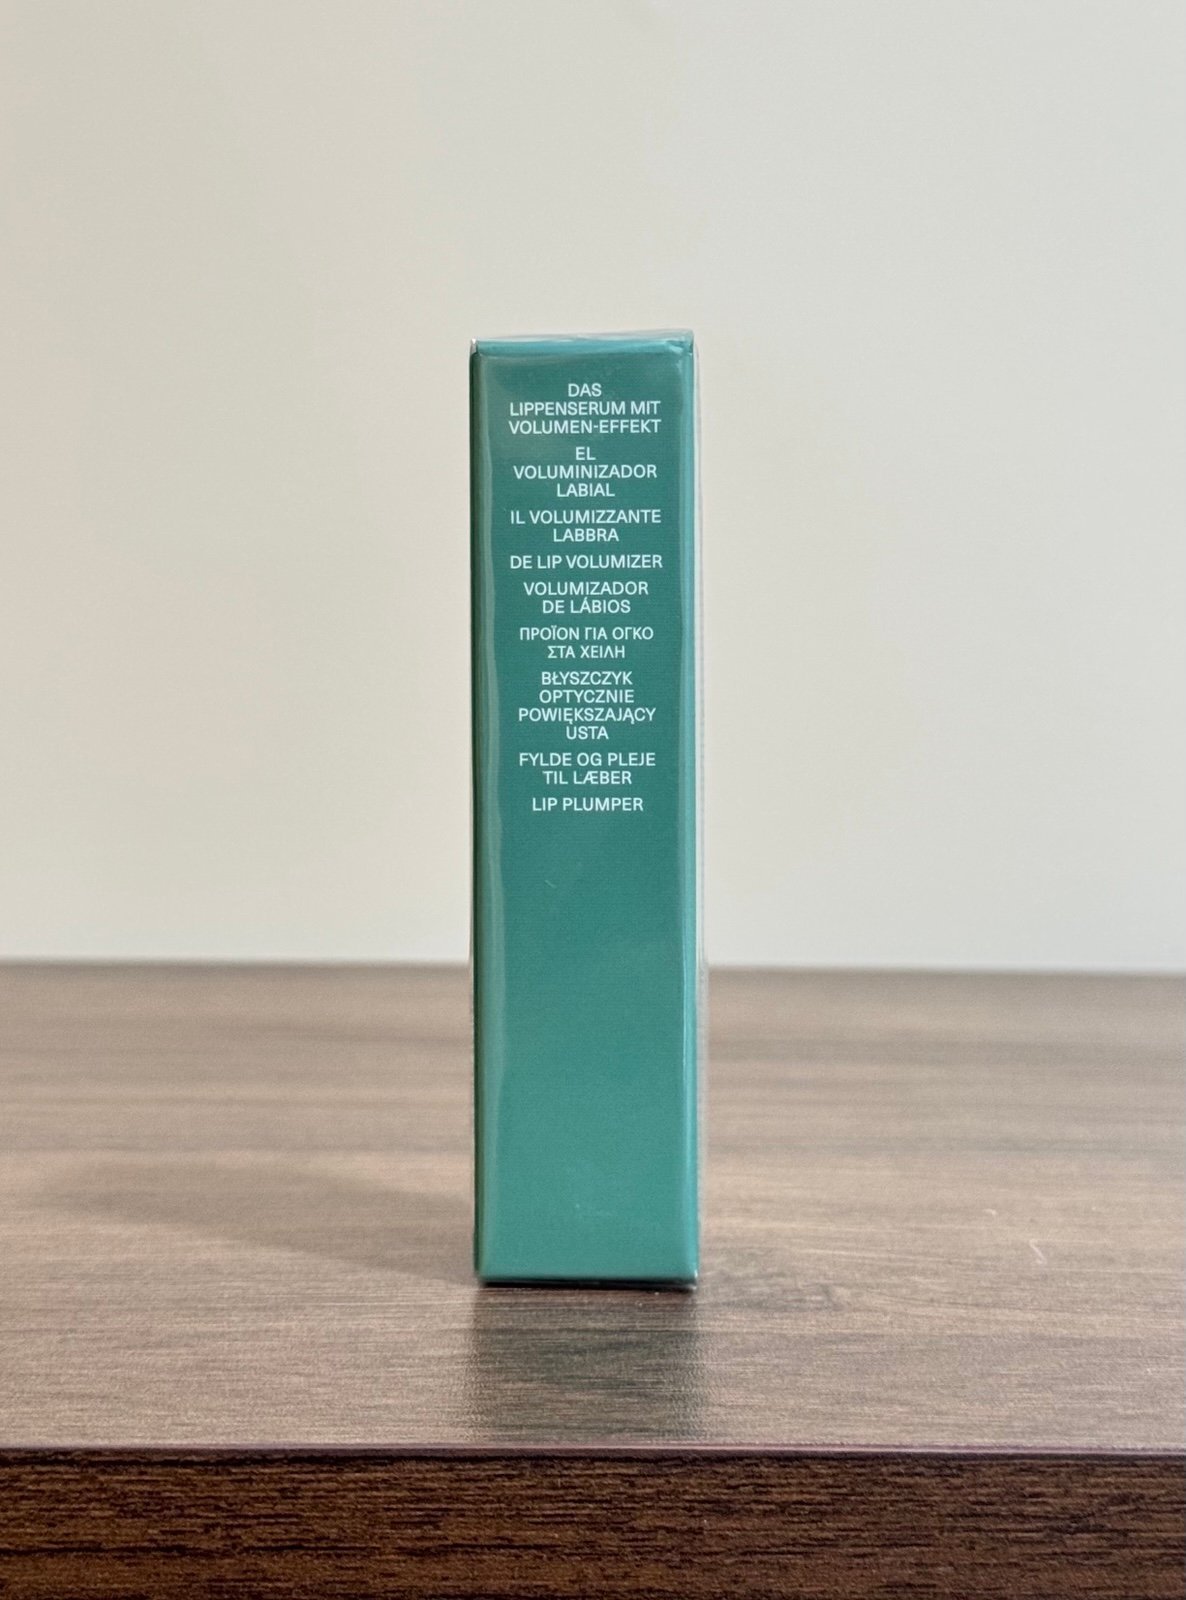 DAS
LIPPENSERUM MIT
VOLUMEN-EFFEKT
EL
VOLUMINIZADOR
LABIAL
IL VOLUMIZZANTE
LABBRA
DE LIP VOLUMIZER
VOLUMIZADOR
DE LÁBIOS
ΠΡΟΪΟΝ ΓΙΑ ΟΓΚΟ
ΣΤΑ ΧΕΙΛΗ
BŁYSZCZYK
OPTYCZNIE
POWIĘKSZAJĄCY
USTA
FYLDE OG PLEJE
TIL LÆBER
LIP PLUMPER